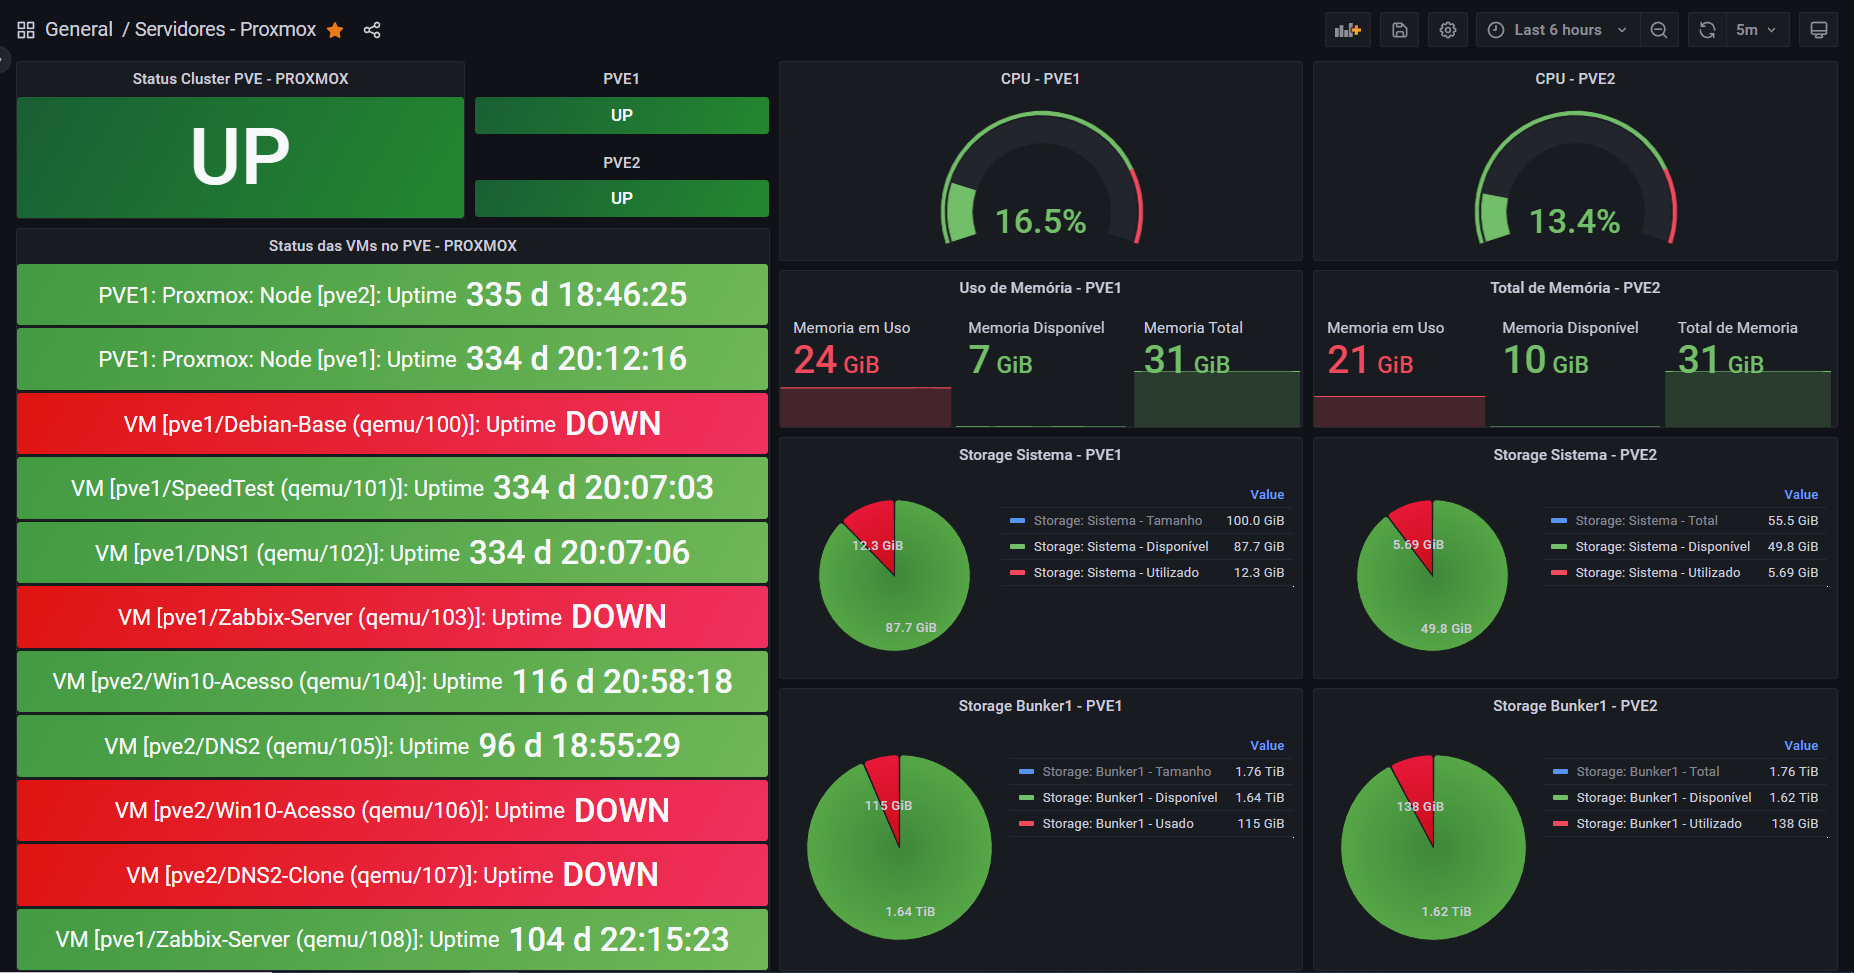 General / Servidores - Proxmox
Last 6 hours
5m
Status Cluster PVE - PROXMOX
UP
PVE1
UP
PVE2
UP
Status das VMs no PVE - PROXMOX
PVE1: Proxmox: Node [pve2]: Uptime 335 d 18:46:25
PVE1: Proxmox: Node [pve1]: Uptime 334 d 20:12:16
VM [pve1/Debian-Base (qemu/100)]: Uptime DOWN
VM [pve1/SpeedTest (qemu/101)]: Uptime 334 d 20:07:03
VM [pve1/DNS1 (qemu/102)]: Uptime 334 d 20:07:06
VM [pve1/Zabbix-Server (qemu/103)]: Uptime DOWN
VM [pve2/Win10-Acesso (qemu/104)]: Uptime 116 d 20:58:18
VM [pve2/DNS2 (qemu/105)]: Uptime 96 d 18:55:29
VM [pve2/Win10-Acesso (qemu/106)]: Uptime DOWN
VM [pve2/DNS2-Clone (qemu/107)]: Uptime DOWN
VM [pve1/Zabbix-Server (qemu/108)]: Uptime 104 d 22:15:23
CPU - PVE1
16.5%
CPU - PVE2
13.4%
Uso de Memória - PVE1
Memoria em Uso
24 GiB
Memoria Disponível
7 GiB
Memoria Total
31 GiB
Total de Memória - PVE2
Memoria em Uso
21 GiB
Memoria Disponível
10 GiB
Total de Memoria
31 GiB
Storage Sistema - PVE1
12.3 GiB
87.7 GiB
Value
Storage: Sistema - Tamanho 100.0 GiB
Storage: Sistema - Disponível 87.7 GiB
Storage: Sistema - Utilizado 12.3 GiB
Storage Sistema - PVE2
5.69 GiB
49.8 GiB
Value
Storage: Sistema - Total 55.5 GiB
Storage: Sistema - Disponível 49.8 GiB
Storage: Sistema - Utilizado 5.69 GiB
Storage Bunker1 - PVE1
115 GiB
1.64 TiB
Value
Storage: Bunker1 - Tamanho 1.76 TiB
Storage: Bunker1 - Disponível 1.64 TiB
Storage: Bunker1 - Usado 115 GiB
Storage Bunker1 - PVE2
138 GiB
1.62 TiB
Value
Storage: Bunker1 - Total 1.76 TiB
Storage: Bunker1 - Disponível 1.62 TiB
Storage: Bunker1 - Utilizado 138 GiB